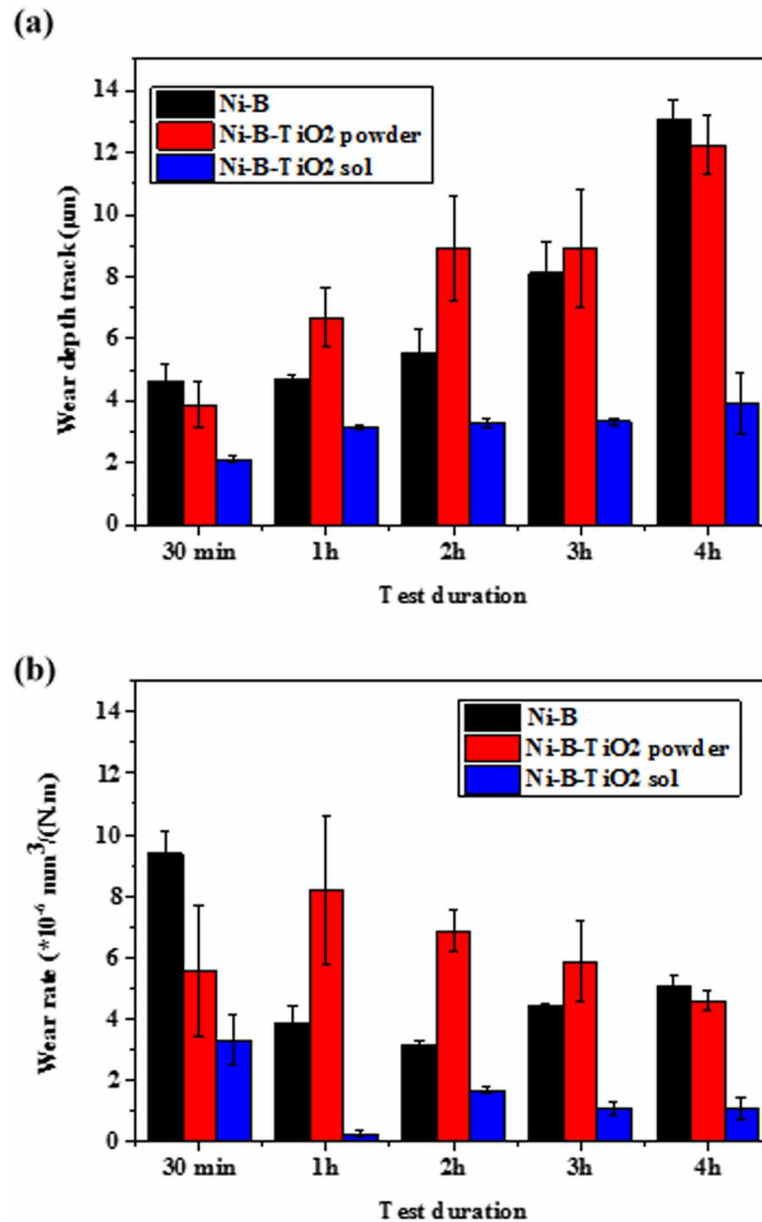 (a)
14
12
10
8
6
4
2
0
Wear depth track (μm)
Ni-B
Ni-B-TiO2 powder
Ni-B-TiO2 sol
30 min 1h 2h 3h 4h
Test duration
(b)
14
12
10
8
6
4
2
0
Wear rate (*10⁻⁶ mm³/(N.m)
Ni-B
Ni-B-TiO2 powder
Ni-B-TiO2 sol
30 min 1h 2h 3h 4h
Test duration